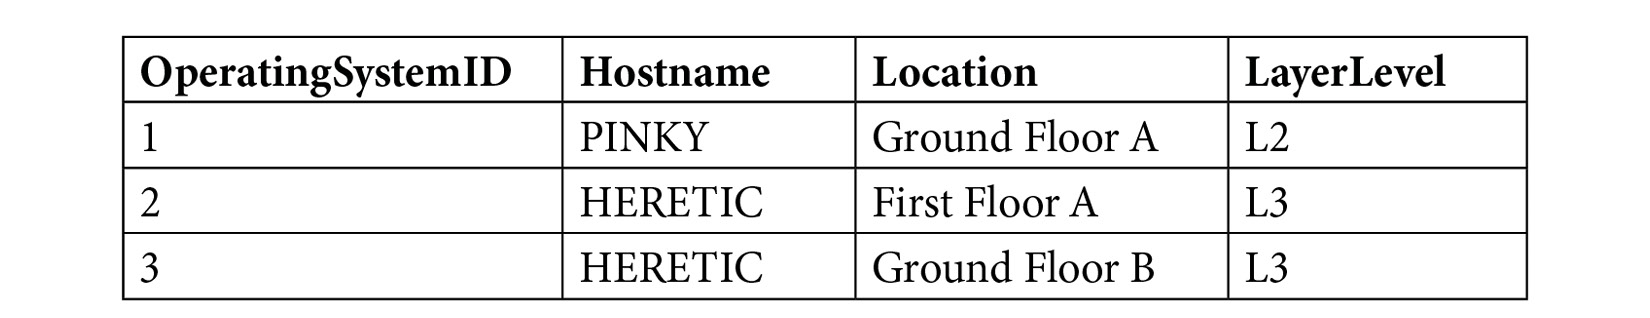 OperatingSystemID Hostname Location LayerLevel
1 PINKY Ground Floor A L2
2 HERETIC First Floor A L3
3 HERETIC Ground Floor B L3